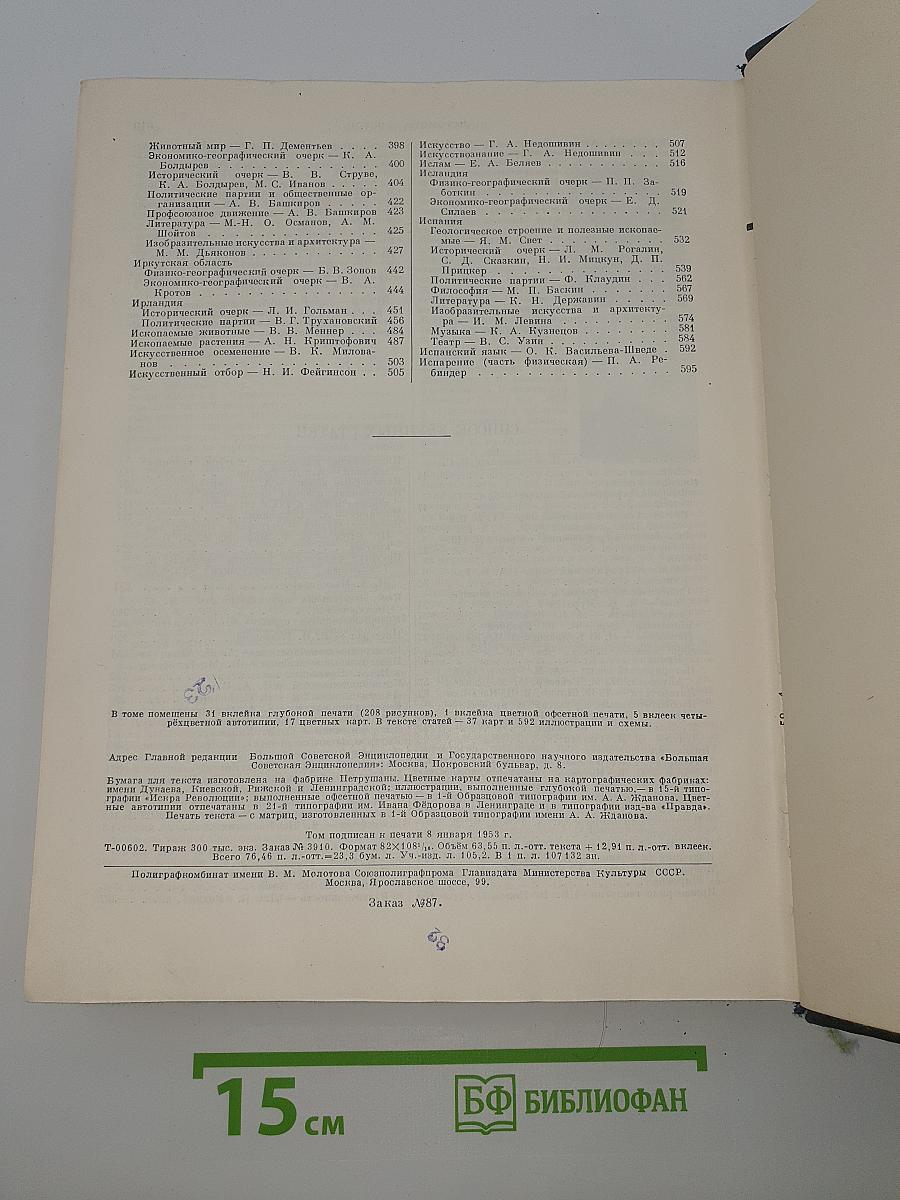 Животный мир — Г. П. Дементьев . . . . 398
Экономико-географический очерк — К. А.
Болдырев . . . . . . . . . . . . . 400
Исторический очерк — В. В. Струве,
К. А. Болдырев, М. С. Иванов . . . . . 404
Политические партии и общественные ор-
ганизации — А. В. Башкиров . . . . . 422
Профсоюзное движение — А. В. Башкиров 423
Литература — М.-Н. О. Османов, А. М.
Шойтов . . . . . . . . . . . . . 425
Изобразительные искусства и архитектура —
М. М. Дьяконов . . . . . . . . . . 427
Иркутская область
Физико-географический очерк — Б. В. Зонов 442
Экономико-географический очерк — В. А.
Кротов . . . . . . . . . . . . . . 444
Ирландия
Исторический очерк — Л. И. Гольман . . . 451
Политические партии — В. Г. Трухановский 456
Ископаемые животные — В. В. Меннер . . . 484
Ископаемые растения — А. Н. Криштофович 487
Искусственное осеменение — В. К. Милова-
нов . . . . . . . . . . . . . . . . 503
Искусственный отбор — Н. И. Фейгинсон . . 505
Искусство — Г. А. Недошивин . . . . . . . . 507
Искусствознание — Г. А. Недошивин . . . . 512
Ислам — Е. А. Беляев . . . . . . . . . . . 516
Исландия
Физико-географический очерк — П. П. За-
боткин . . . . . . . . . . . . . . 519
Экономико-географический очерк — Е. Д.
Силаев . . . . . . . . . . . . . . 521
Испания
Геологическое строение и полезные ископае-
мые — Я. М. Свет . . . . . . . . . . 532
Исторический очерк — Л. М. Рогалин,
С. Д. Сказкин, Н. И. Мицкун, Д. П.
Прицкер . . . . . . . . . . . . . 539
Политические партии — Ф. Клаудин . . . 562
Философия — М. П. Баскин . . . . . . . 567
Литература — К. Н. Державин . . . . . . 569
Изобразительные искусства и архитекту-
ра — И. М. Левина . . . . . . . . . 574
Музыка — К. А. Кузнецов . . . . . . . . 581
Театр — В. С. Узин . . . . . . . . . . . 584
Испанский язык — О. К. Васильева-Шведе . 592
Испарение (часть физическая) — П. А. Ре-
биндер . . . . . . . . . . . . . . . 595
В томе помещены 31 вклейка глубокой печати (208 рисунков), 1 вклейка цветной офсетной печати, 5 вклеек четы-
рёхцветной автотипии, 17 цветных карт. В тексте статей — 37 карт и 592 иллюстрации и схемы.
Адрес Главной редакции Большой Советской Энциклопедии и Государственного научного издательства «Большая
Советская Энциклопедия»: Москва, Покровский бульвар, д. 8.
Бумага для текста изготовлена на фабрике Петрушаны. Цветные карты отпечатаны на картографических фабриках:
имени Дунаева, Киевской, Рижской и Ленинградской; иллюстрации, выполненные глубокой печатью, — в 15-й типо-
графии «Искра Революции»; выполненные офсетной печатью — в 1-й Образцовой типографии им. А. А. Жданова. Цвет-
ные автотипии отпечатаны в 21-й типографии им. Ивана Фёдорова в Ленинграде и в типографии изд-ва «Правда».
Печать текста — с матриц, изготовленных в 1-й Образцовой типографии имени А. А. Жданова.
Том подписан к печати 8 января 1953 г.
Т-00602. Тираж 300 тыс. экз. Заказ № 3910. Формат 82×108¹/₁₆. Объём 63,55 п. л.-отт. текста + 12,91 п. л.-отт. вклеек.
Всего 76,46 п. л.-отт.=23,3 бум. л. Уч.-изд. л. 105,2. В 1 п. л. 107132 зн.
Полиграфкомбинат имени В. М. Молотова Союзполиграфпрома Главиздата Министерства Культуры СССР.
Москва, Ярославское шоссе, 99.
Заказ №87.
15 см
БФ БИБЛИОФАН